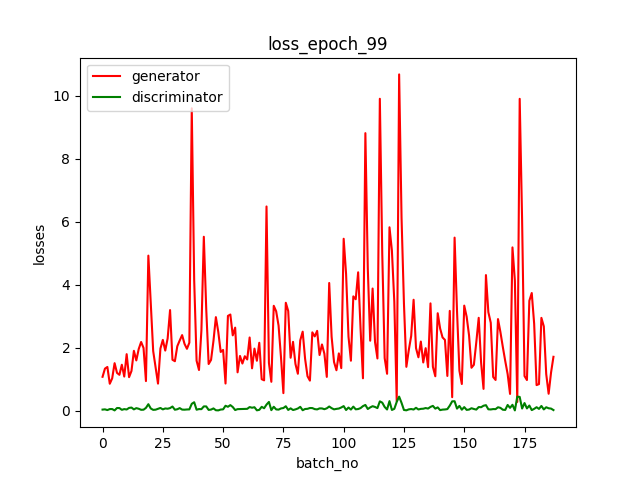 loss_epoch_99
generator
discriminator
losses
10
8
6
4
2
0
0 25 50 75 100 125 150 175
batch_no